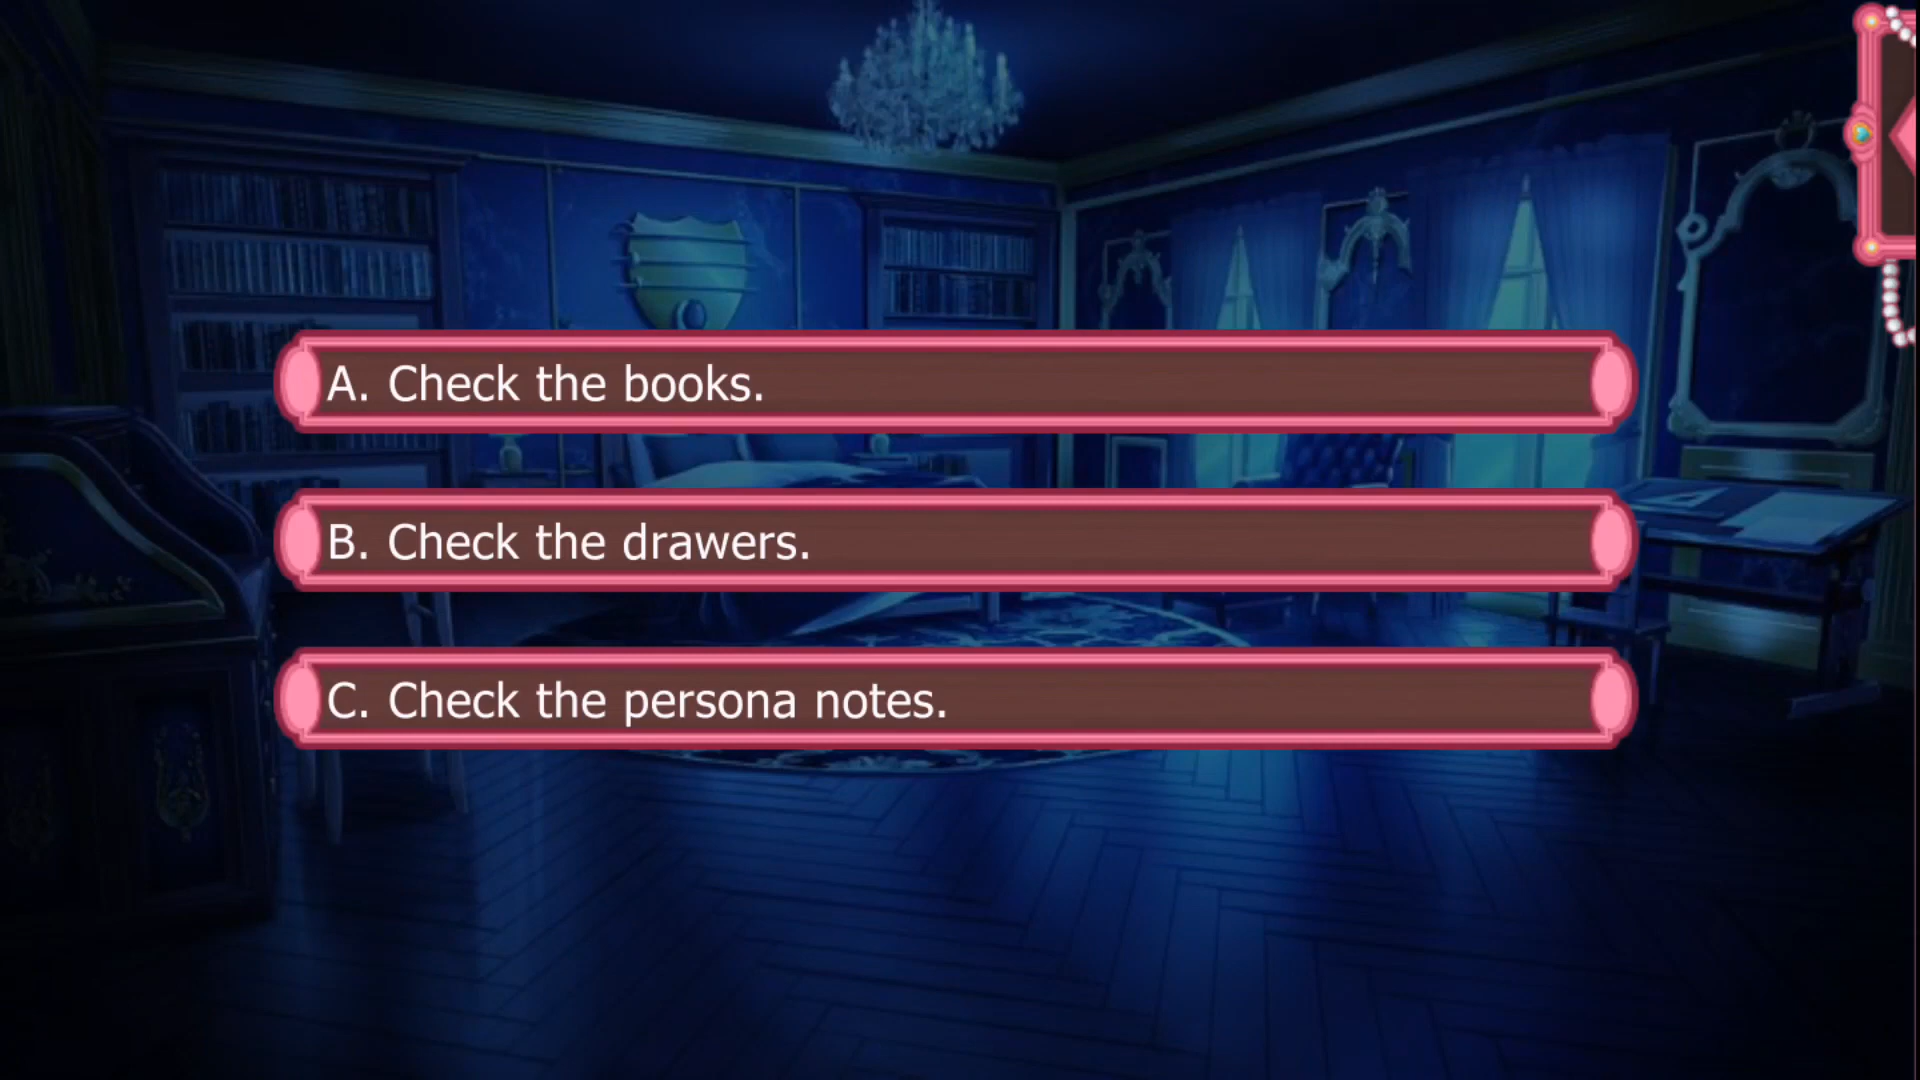 A. Check the books.
B. Check the drawers.
C. Check the persona notes.